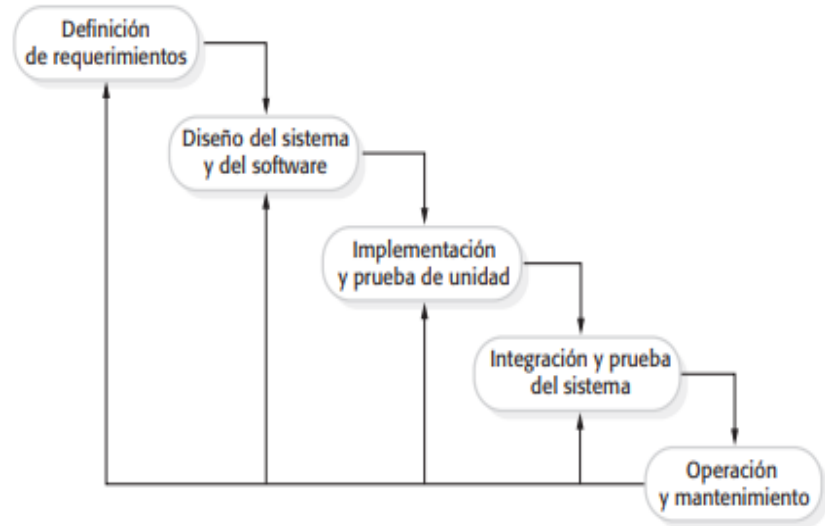 Definición
de requerimientos
Diseño del sistema
y del software
Implementación
y prueba de unidad
Integración y prueba
del sistema
Operación
y mantenimiento